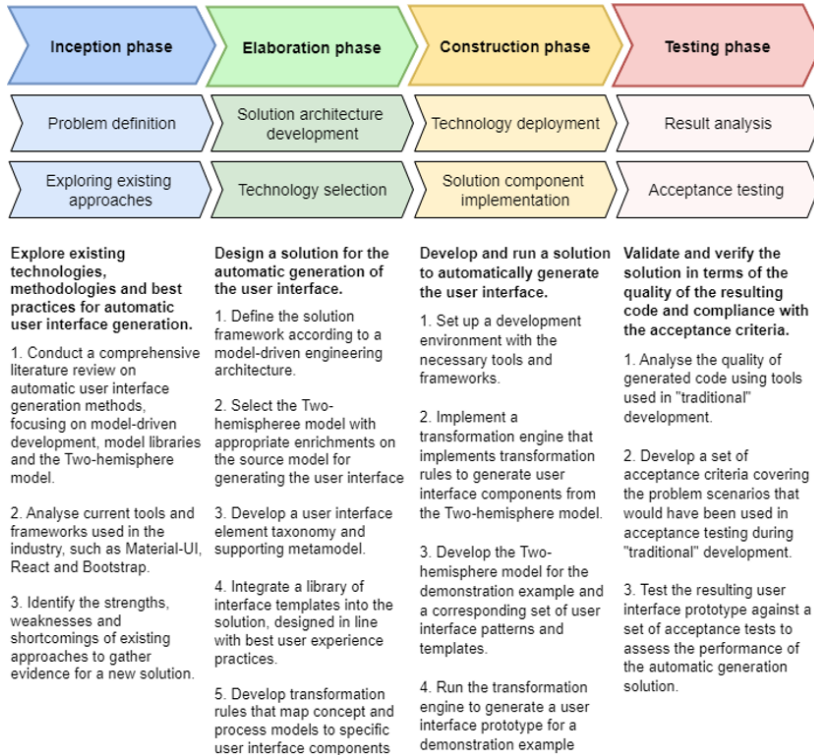 Inception phase
Elaboration phase
Construction phase
Testing phase
Problem definition
Solution architecture
development
Technology deployment
Result analysis
Exploring existing
approaches
Technology selection
Solution component
implementation
Acceptance testing
Explore existing
technologies,
methodologies and best
practices for automatic
user interface generation.
1. Conduct a comprehensive
literature review on
automatic user interface
generation methods,
focusing on model-driven
development, model libraries
and the Two-hemisphere
model.
2. Analyse current tools and
frameworks used in the
industry, such as Material-UI,
React and Bootstrap.
3. Identify the strengths,
weaknesses and
shortcomings of existing
approaches to gather
evidence for a new solution.
Design a solution for the
automatic generation of
the user interface.
1. Define the solution
framework according to a
model-driven engineering
architecture.
2. Select the Two-
hemispheree model with
appropriate enrichments on
the source model for
generating the user interface
3. Develop a user interface
element taxonomy and
supporting metamodel.
4. Integrate a library of
interface templates into the
solution, designed in line
with best user experience
practices.
5. Develop transformation
rules that map concept and
process models to specific
user interface components
Develop and run a solution
to automatically generate
the user interface.
1. Set up a development
environment with the
necessary tools and
frameworks.
2. Implement a
transformation engine that
implements transformation
rules to generate user
interface components from
the Two-hemisphere model.
3. Develop the Two-
hemisphere model for the
demonstration example and
a corresponding set of user
interface patterns and
templates.
4. Run the transformation
engine to generate a user
interface prototype for a
demonstration example
Validate and verify the
solution in terms of the
quality of the resulting
code and compliance with
the acceptance criteria.
1. Analyse the quality of
generated code using tools
used in "traditional"
development.
2. Develop a set of
acceptance criteria covering
the problem scenarios that
would have been used in
acceptance testing during
"traditional" development.
3. Test the resulting user
interface prototype against a
set of acceptance tests to
assess the performance of
the automatic generation
solution.